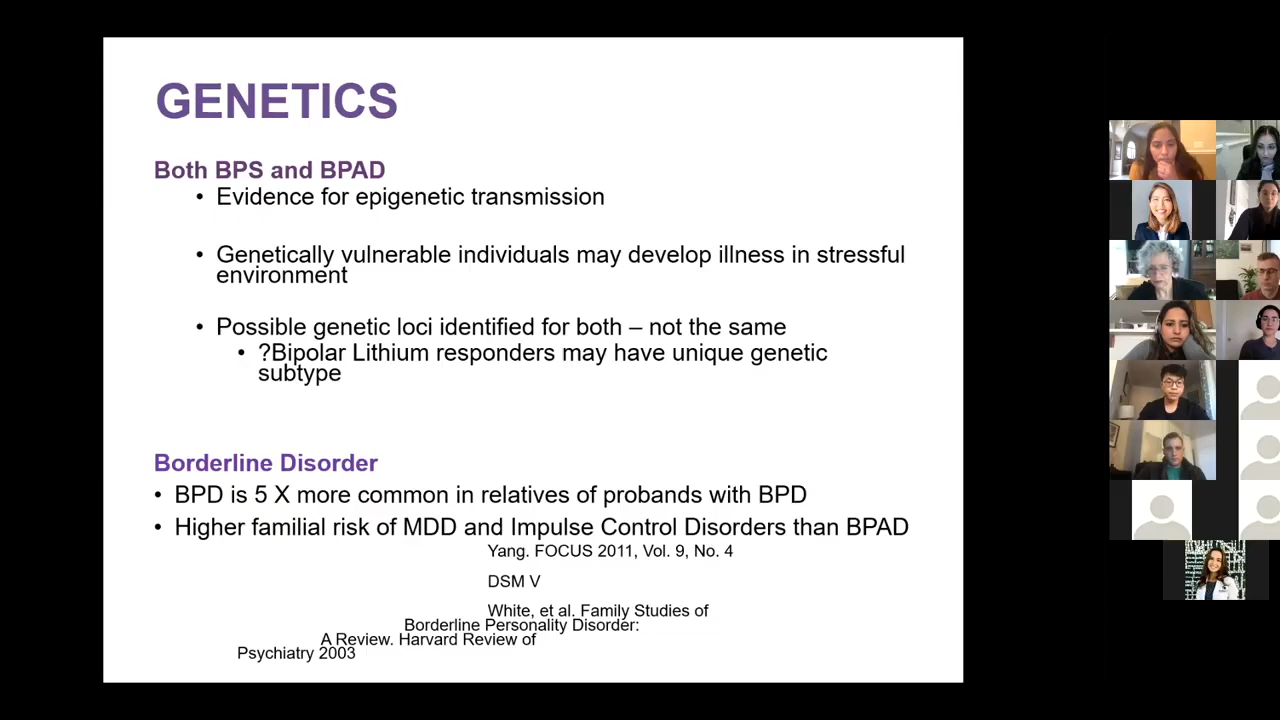 GENETICS
Both BPS and BPAD
• Evidence for epigenetic transmission
• Genetically vulnerable individuals may develop illness in stressful
environment
• Possible genetic loci identified for both – not the same
• ?Bipolar Lithium responders may have unique genetic
subtype
Borderline Disorder
• BPD is 5 X more common in relatives of probands with BPD
• Higher familial risk of MDD and Impulse Control Disorders than BPAD
Yang. FOCUS 2011, Vol. 9, No. 4
DSM V
White, et al. Family Studies of
Borderline Personality Disorder:
A Review. Harvard Review of
Psychiatry 2003